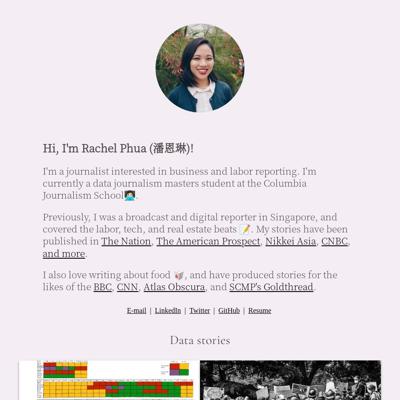 Hi, I'm Rachel Phua (潘恩琳)!
I'm a journalist interested in business and labor reporting. I'm
currently a data journalism masters student at the Columbia
Journalism School👩🏻‍💻.
Previously, I was a broadcast and digital reporter in Singapore, and
covered the labor, tech, and real estate beats 📝. My stories have been
published in The Nation, The American Prospect, Nikkei Asia, CNBC,
and more.
I also love writing about food 🥡, and have produced stories for the
likes of the BBC, CNN, Atlas Obscura, and SCMP's Goldthread.
E-mail | LinkedIn | Twitter | GitHub | Resume
Data stories